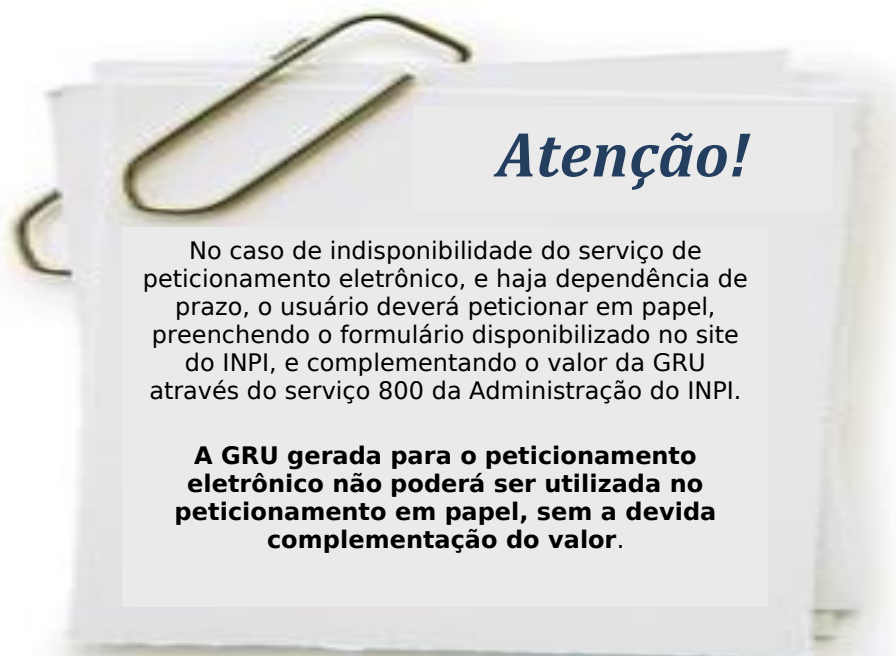 Atenção!
No caso de indisponibilidade do serviço de
peticionamento eletrônico, e haja dependência de
prazo, o usuário deverá peticionar em papel,
preenchendo o formulário disponibilizado no site
do INPI, e complementando o valor da GRU
através do serviço 800 da Administração do INPI.
A GRU gerada para o peticionamento
eletrônico não poderá ser utilizada no
peticionamento em papel, sem a devida
complementação do valor.